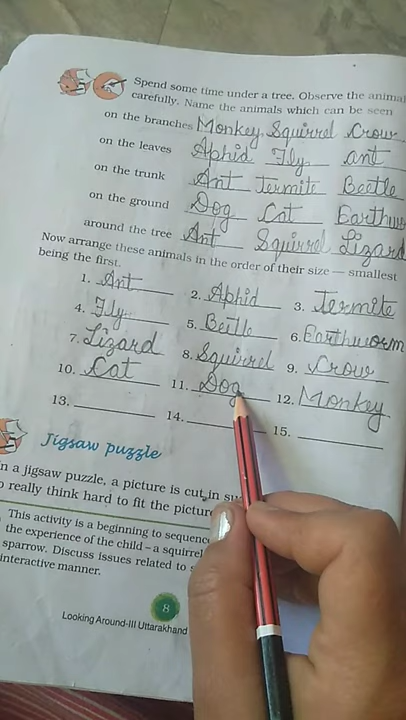 Spend some time under a tree. Observe the animal
carefully. Name the animals which can be seen
on the branches Monkey, Squirrel Crow
on the leaves Aphid Fly ant
on the trunk Ant Termite Beetle
on the ground Dog Cat Earthw
around the tree Ant Squirrel Lizard
Now arrange these animals in the order of their size — smallest
being the first.
1. Ant 2. Aphid 3. Termite
4. Fly 5. Beetle 6. Earthworm
7. Lizard 8. Squirrel 9. Crow
10. Cat 11. Dog 12. Monkey
13. 14. 15.
Jigsaw puzzle
n a jigsaw puzzle, a picture is cut in
o really think hard to fit the pictur
This activity is a beginning to sequenc
the experience of the child – a squirrel
sparrow. Discuss issues related to
interactive manner.
8
Looking Around-III Uttarakhand